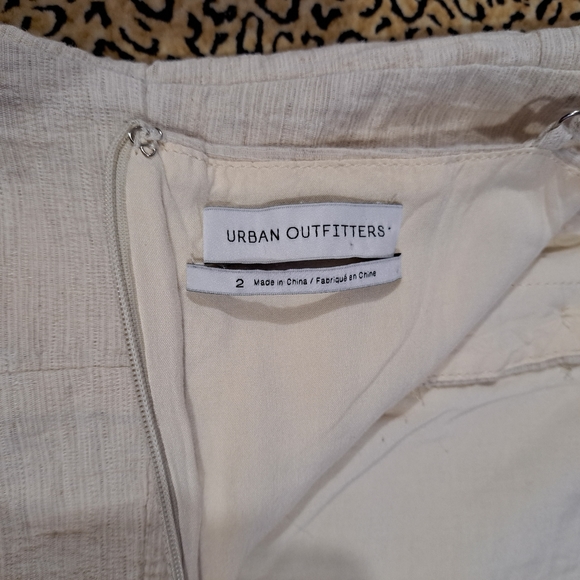 URBAN OUTFITTERS
2 Made in China / Fabriqué en Chine